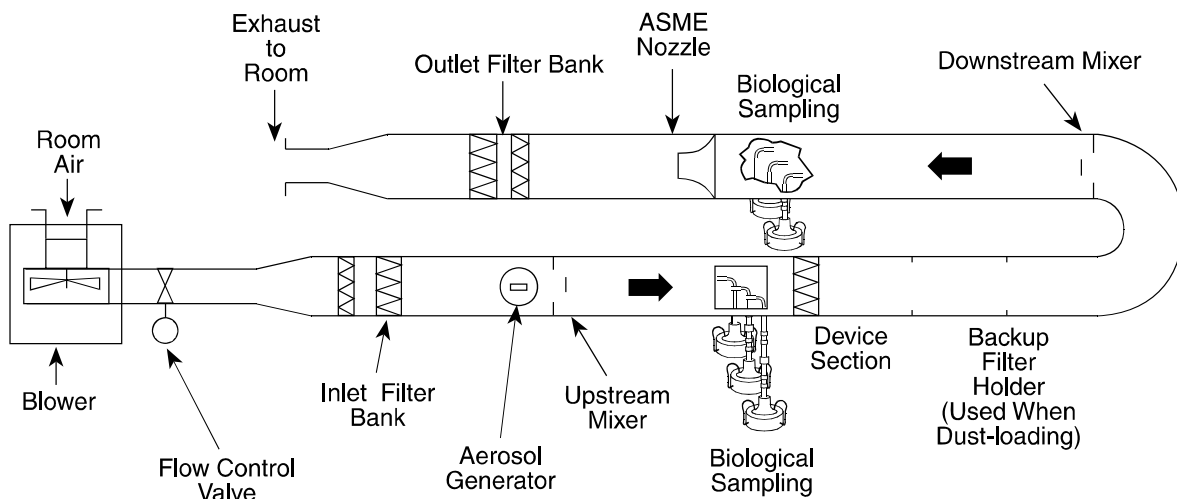 Exhaust
to
Room
Outlet Filter Bank
ASME
Nozzle
Biological
Sampling
Downstream Mixer
Room
Air
Blower
Flow Control
Valve
Inlet Filter
Bank
Aerosol
Generator
Upstream
Mixer
Biological
Sampling
Device
Section
Backup
Filter
Holder
(Used When
Dust-loading)